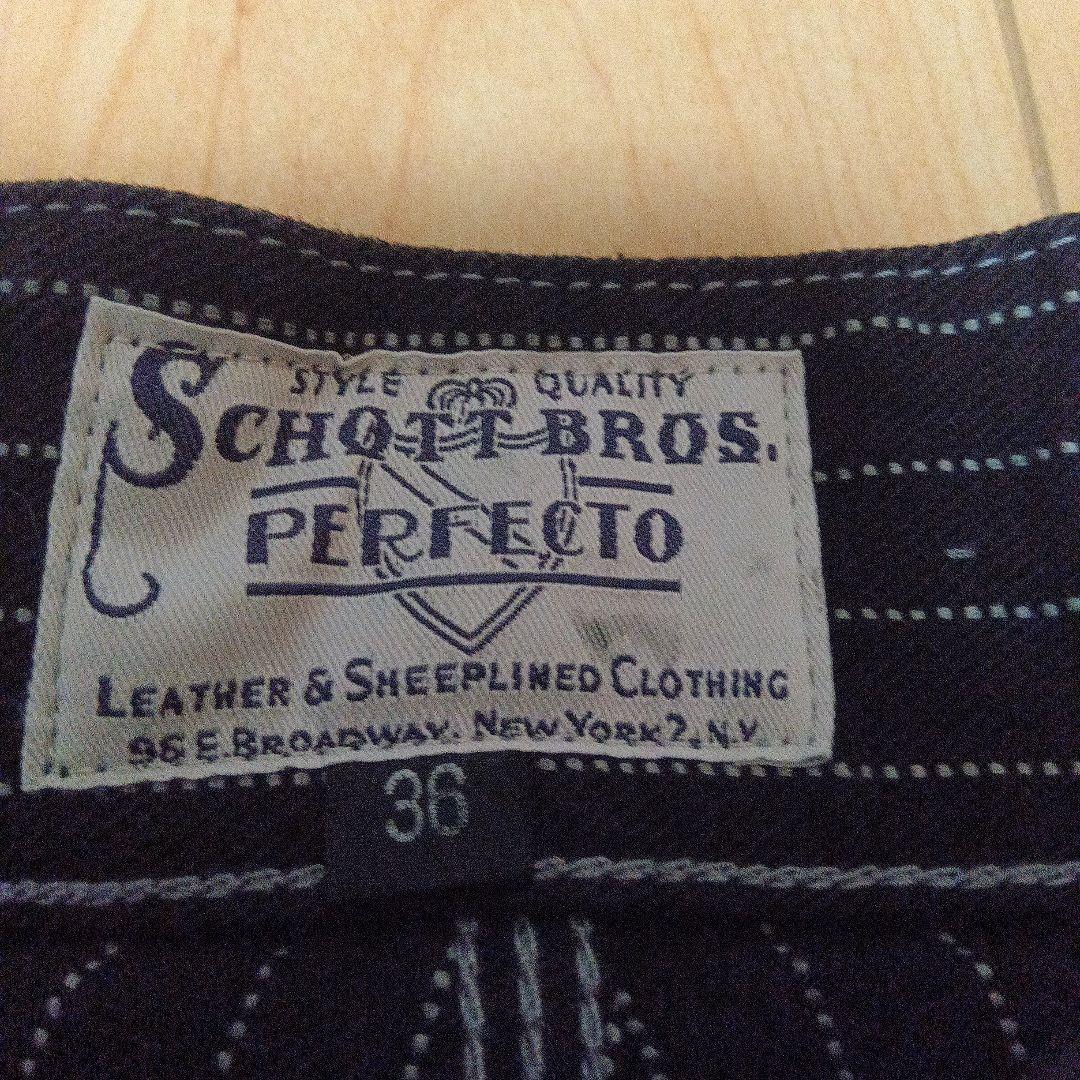 STYLE QUALITY
SCHOTT BROS.
PERFECTO
LEATHER & SHEEPLINED CLOTHING
96 E. BROADWAY. NEW YORK 2, N.Y.
36